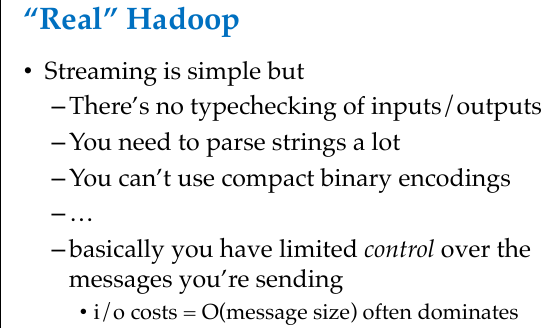 “Real” Hadoop
• Streaming is simple but
–There’s no typechecking of inputs/outputs
–You need to parse strings a lot
–You can’t use compact binary encodings
–…
–basically you have limited control over the
messages you’re sending
• i/o costs = O(message size) often dominates